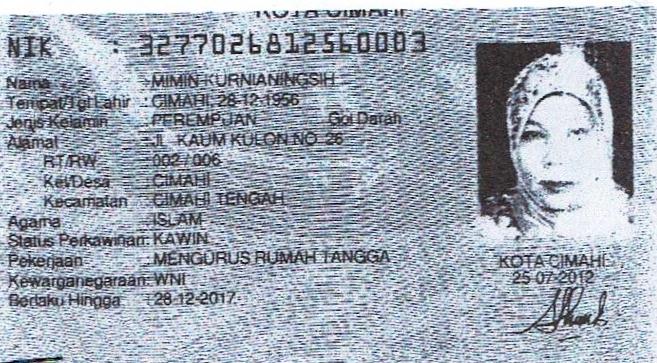 KOTA CIMAHI
NIK : 3277026812560003
Nama : MIMIN KURNIANINGSIH
Tempat/Tgl Lahir : CIMAHI, 28-12-1956
Jenis Kelamin : PEREMPUAN Gol Darah
Alamat : JL. KAUM KULON NO. 26
RT/RW : 002 / 006
Kel/Desa : CIMAHI
Kecamatan : CIMAHI TENGAH
Agama : ISLAM
Status Perkawinan: KAWIN
Pekerjaan : MENGURUS RUMAH TANGGA
Kewarganegaraan: WNI
Berlaku Hingga : 28-12-2017
KOTA CIMAHI
25-07-2012